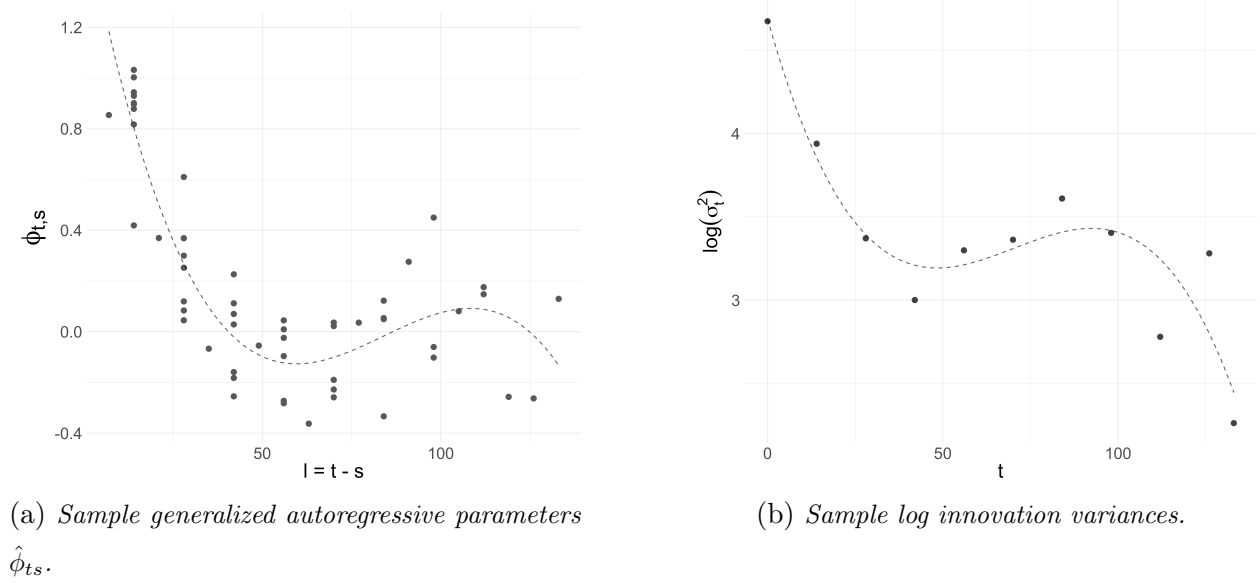 1.2
0.8
0.4
0.0
-0.4
ϕt,s
50
100
l = t - s
4
3
log(σt²)
0
50
100
t
(a) Sample generalized autoregressive parameters
ϕ̂ts.
(b) Sample log innovation variances.